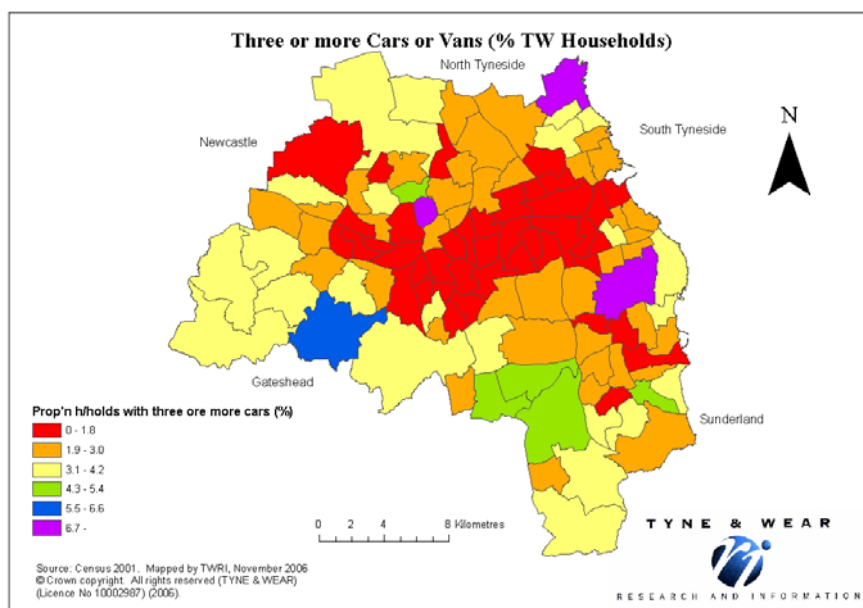 Three or more Cars or Vans (% TW Households)
North Tyneside
South Tyneside
Newcastle
N
Gateshead
Sunderland
Prop'n h/holds with three ore more cars (%)
0 - 1.8
1.9 - 3.0
3.1 - 4.2
4.3 - 5.4
5.5 - 6.6
6.7 -
0 2 4 8 Kilometres
TYNE & WEAR
ri
RESEARCH AND INFORMATION
Source: Census 2001. Mapped by TWRI, November 2006
© Crown copyright. All rights reserved (TYNE & WEAR)
(Licence No 10002987) (2006).